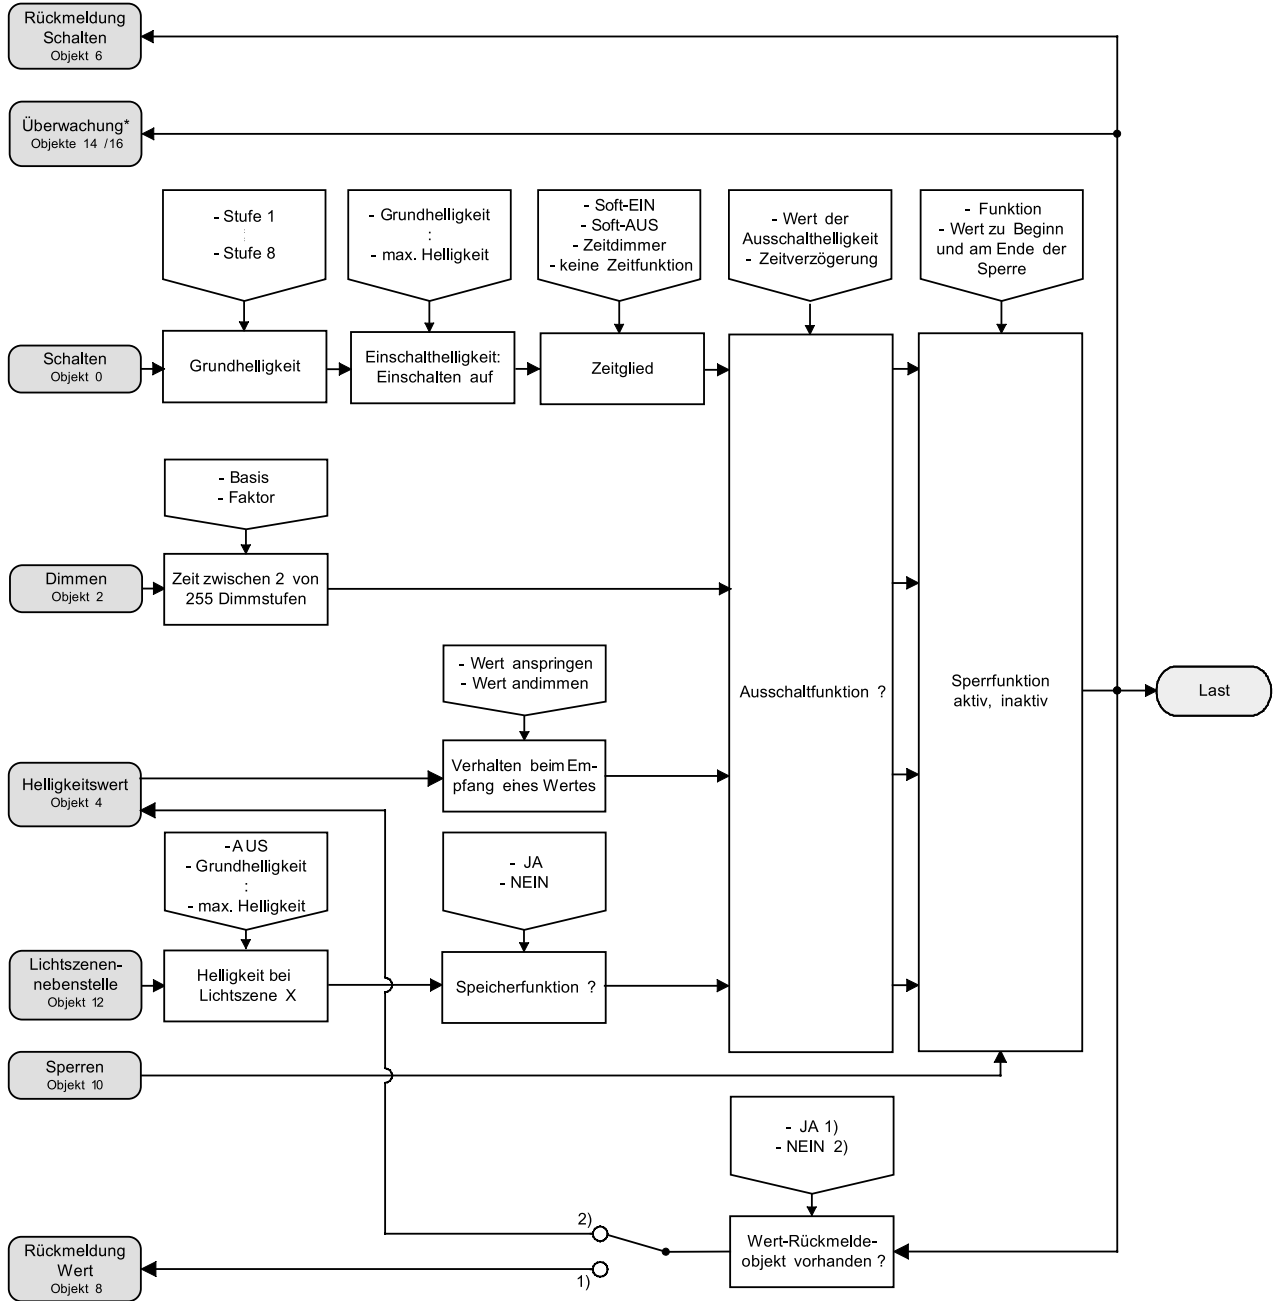 Rückmeldung
Schalten
Objekt 6
Überwachung*
Objekte 14 /16
- Stufe 1
- Stufe 8
- Grundhelligkeit
:
- max. Helligkeit
- Soft-EIN
- Soft-AUS
- Zeitdimmer
- keine Zeitfunktion
- Wert der
Ausschalthelligkeit
- Zeitverzögerung
- Funktion
- Wert zu Beginn
und am Ende der
Sperre
Schalten
Objekt 0
Grundhelligkeit
Einschalthelligkeit:
Einschalten auf
Zeitglied
- Basis
- Faktor
Dimmen
Objekt 2
Zeit zwischen 2 von
255 Dimmstufen
- Wert anspringen
- Wert andimmen
Ausschaltfunktion ?
Sperrfunktion
aktiv, inaktiv
Last
Helligkeitswert
Objekt 4
Verhalten beim Em-
pfang eines Wertes
- AUS
- Grundhelligkeit
:
- max. Helligkeit
- JA
- NEIN
Lichtszenen-
nebenstelle
Objekt 12
Helligkeit bei
Lichtszene X
Speicherfunktion ?
Sperren
Objekt 10
- JA 1)
- NEIN 2)
2)
1)
Wert-Rückmelde-
objekt vorhanden ?
Rückmeldung
Wert
Objekt 8